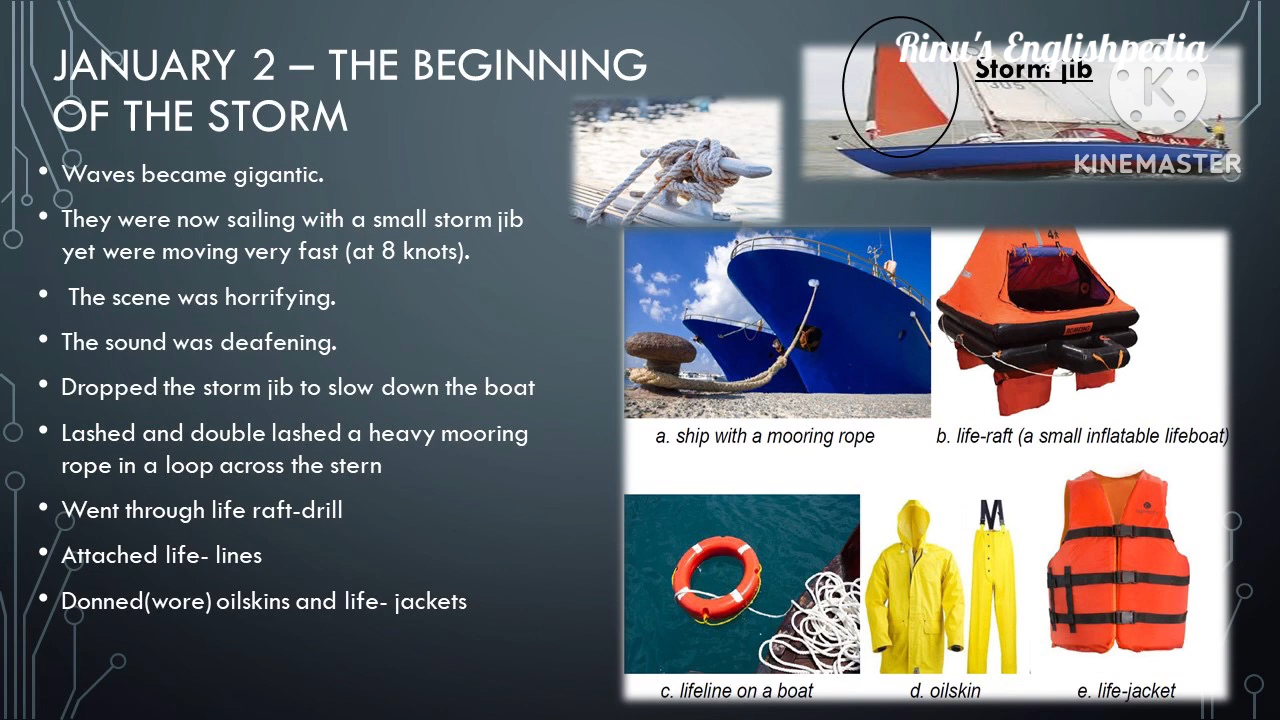 JANUARY 2 – THE BEGINNING
OF THE STORM
• Waves became gigantic.
• They were now sailing with a small storm jib
yet were moving very fast (at 8 knots).
• The scene was horrifying.
• The sound was deafening.
• Dropped the storm jib to slow down the boat
• Lashed and double lashed a heavy mooring
rope in a loop across the stern
• Went through life raft-drill
• Attached life- lines
• Donned(wore) oilskins and life- jackets
Rinu's Englishpedia
Storm jib
K
KINEMASTER
a. ship with a mooring rope
b. life-raft (a small inflatable lifeboat)
c. lifeline on a boat
d. oilskin
e. life-jacket